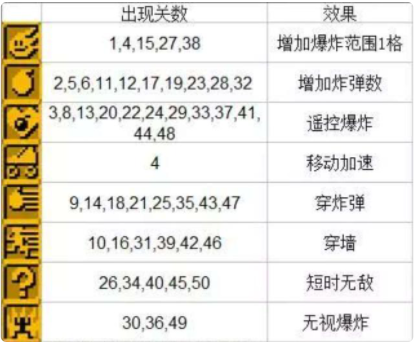 出现关数 效果
1,4,15,27,38 增加爆炸范围1格
2,5,6,11,12,17,19,23,28,32 增加炸弹数
3,8,13,20,22,24,29,33,37,41,
44,48 遥控爆炸
4 移动加速
9,14,18,21,25,35,43,47 穿炸弹
10,16,31,39,42,46 穿墙
26,34,40,45,50 短时无敌
30,36,49 无视爆炸